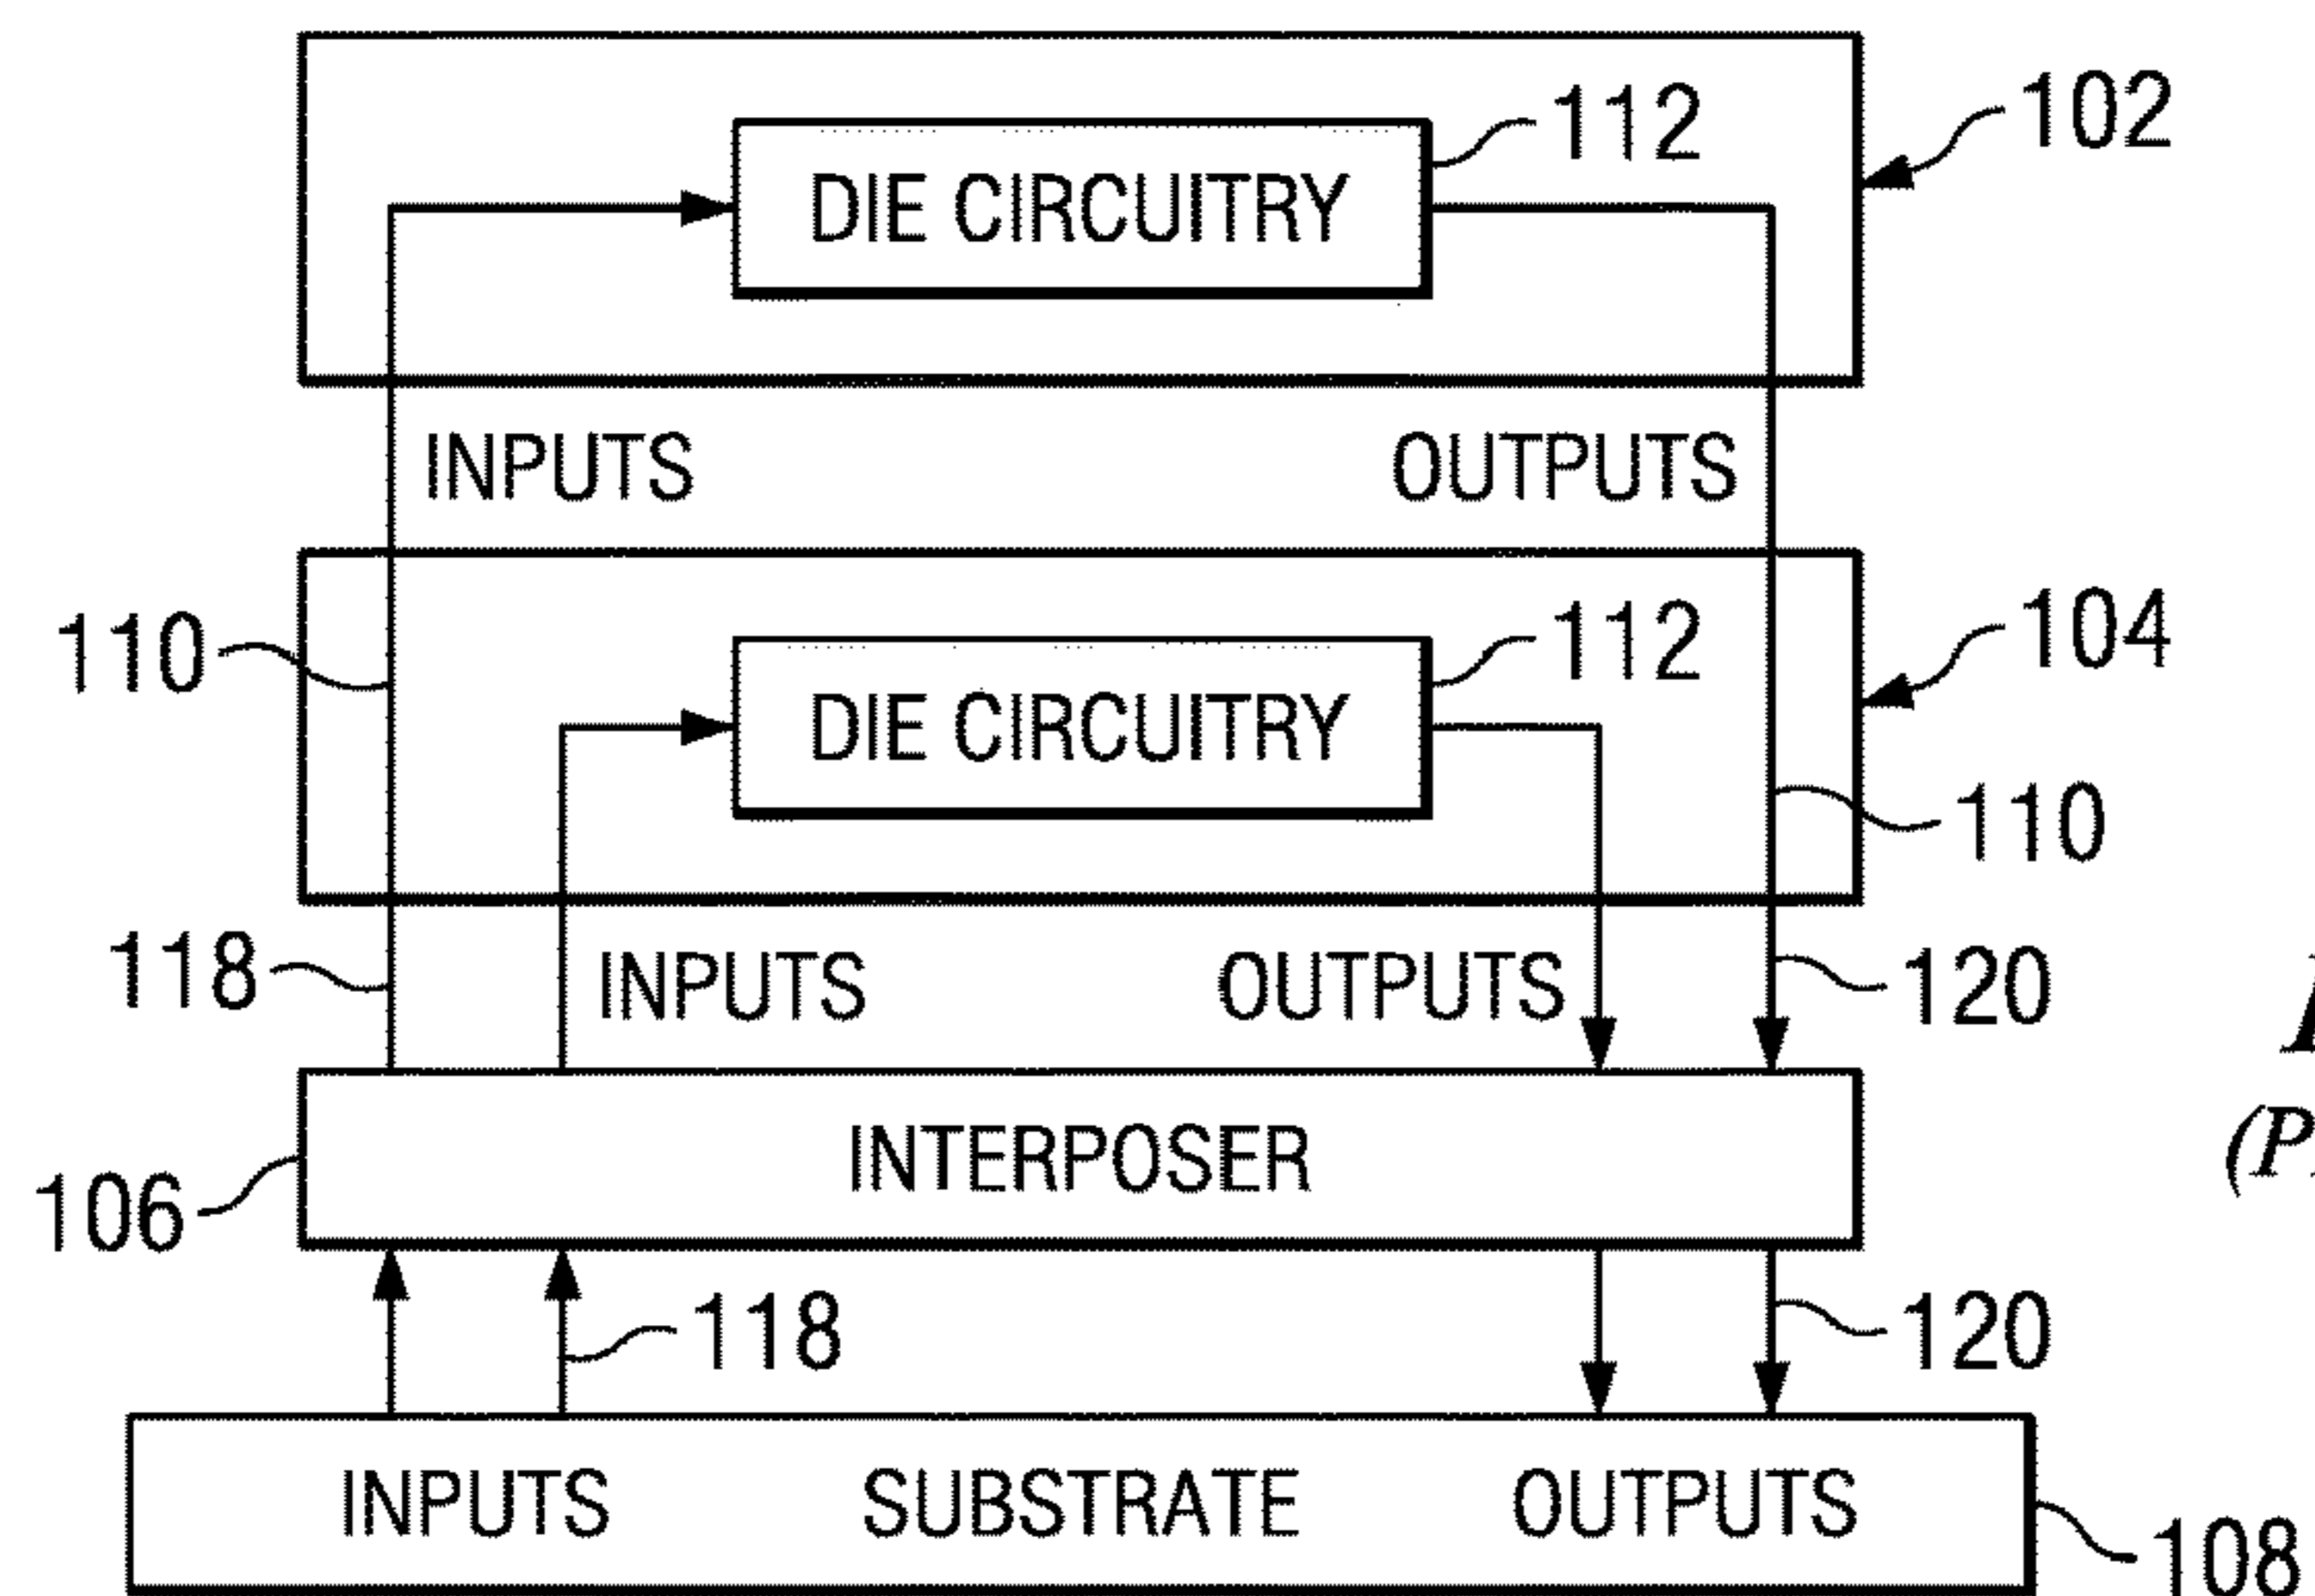 112
102
DIE CIRCUITRY
INPUTS OUTPUTS
110
112
104
DIE CIRCUITRY
110
118
INPUTS OUTPUTS
120
INTERPOSER
106
118
120
INPUTS SUBSTRATE OUTPUTS
108